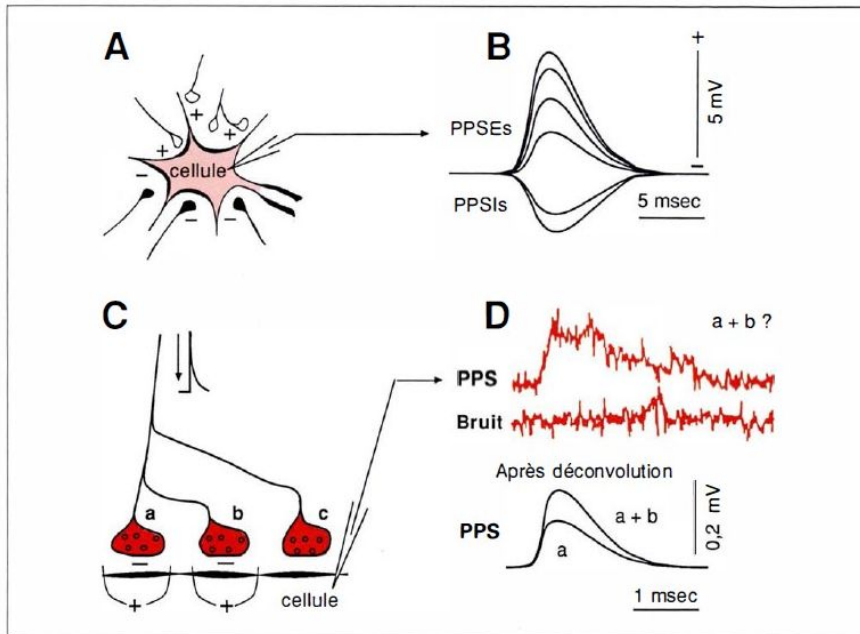 A
+
+
+
cellule
−
−
−
B
PPSEs
PPSIs
+
5 mV
−
5 msec
C
a
b
c
−
−
+
+
cellule
D
a + b ?
PPS
Bruit
Après déconvolution
PPS
a + b
a
0,2 mV
1 msec